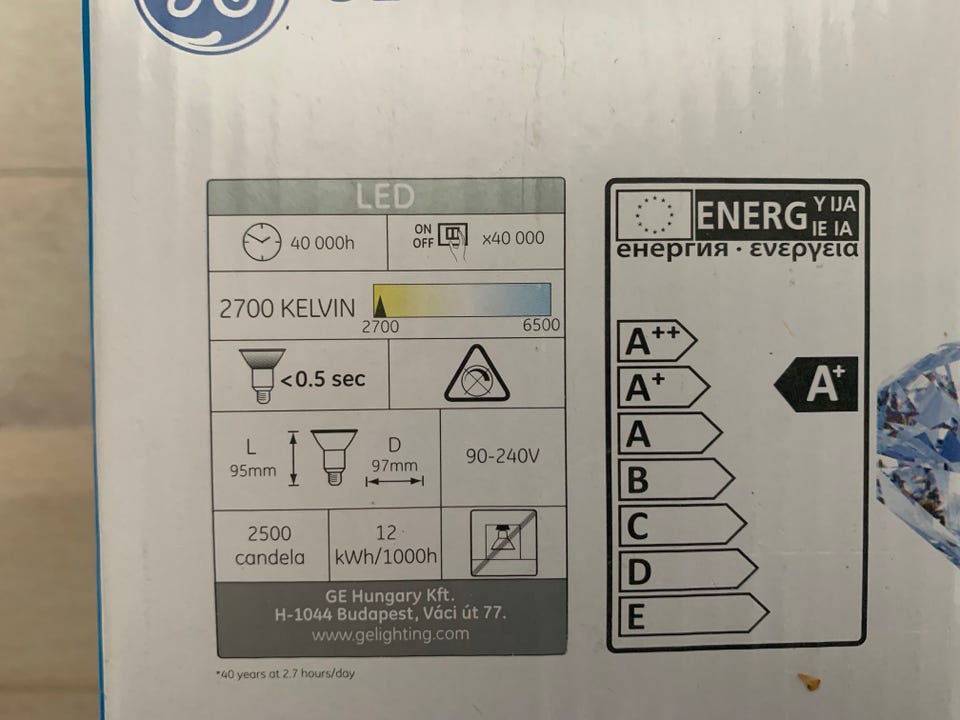 LED
40 000h
ON
OFF
x40 000
2700 KELVIN
2700
6500
<0.5 sec
L
95mm
D
97mm
90-240V
2500
candela
12
kWh/1000h
GE Hungary Kft.
H-1044 Budapest, Váci út 77.
www.gelighting.com
*40 years at 2.7 hours/day
ENERG
Y IJA
IE IA
енергия · ενεργεια
A++
A+
A+
A
B
C
D
E